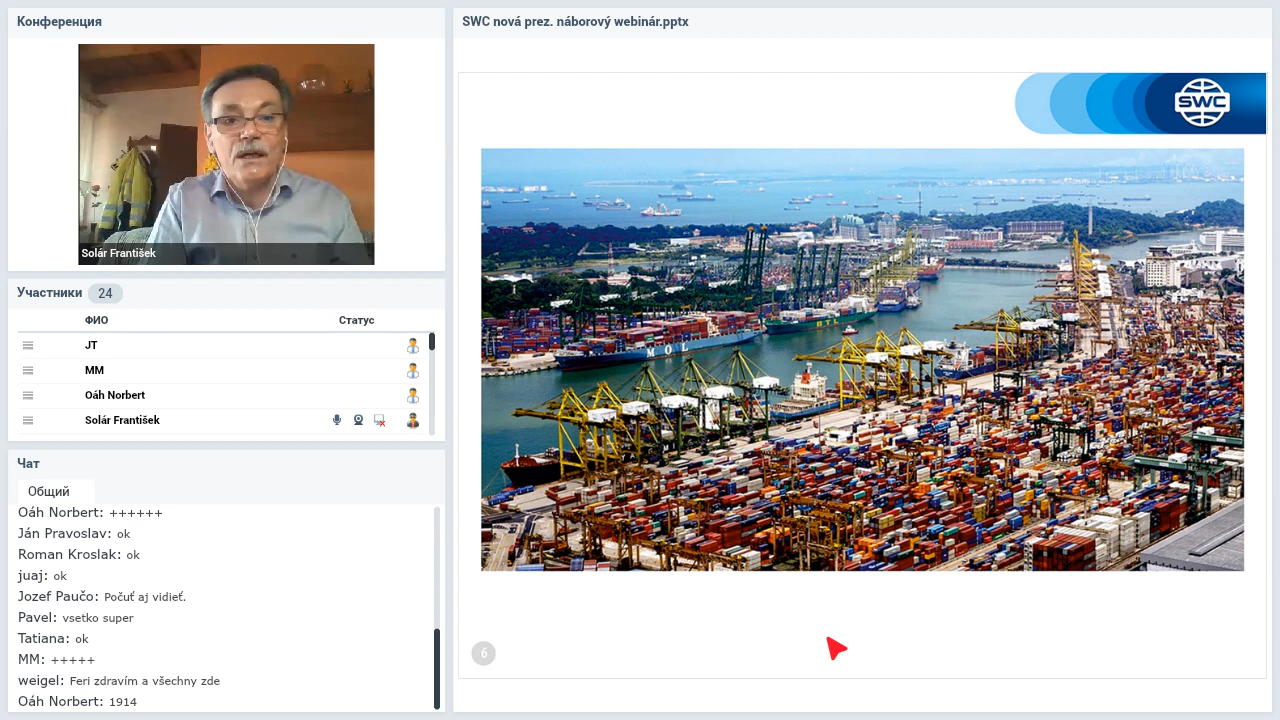 Конференция
Solár František
Участники 24
ФИО Статус
JT
MM
Oáh Norbert
Solár František
Чат
Общий
Oáh Norbert: ++++++
Ján Pravoslav: ok
Roman Kroslak: ok
juaj: ok
Jozef Paučo: Počuť aj vidieť.
Pavel: vsetko super
Tatiana: ok
MM: +++++
weigel: Feri zdravím a všechny zde
Oáh Norbert: 1914
SWC nová prez. náborový webinár.pptx
SWC
MOL
6